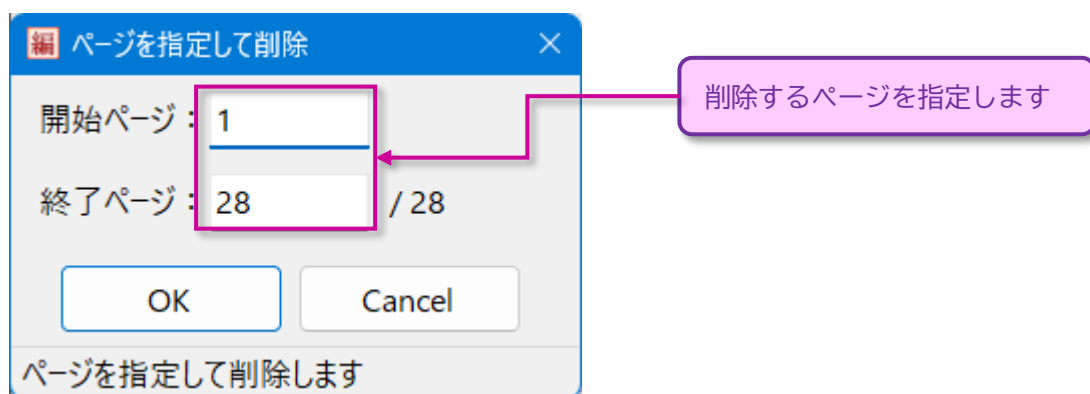 編 ページを指定して削除
開始ページ： 1
削除するページを指定します
終了ページ： 28 / 28
OK Cancel
ページを指定して削除します